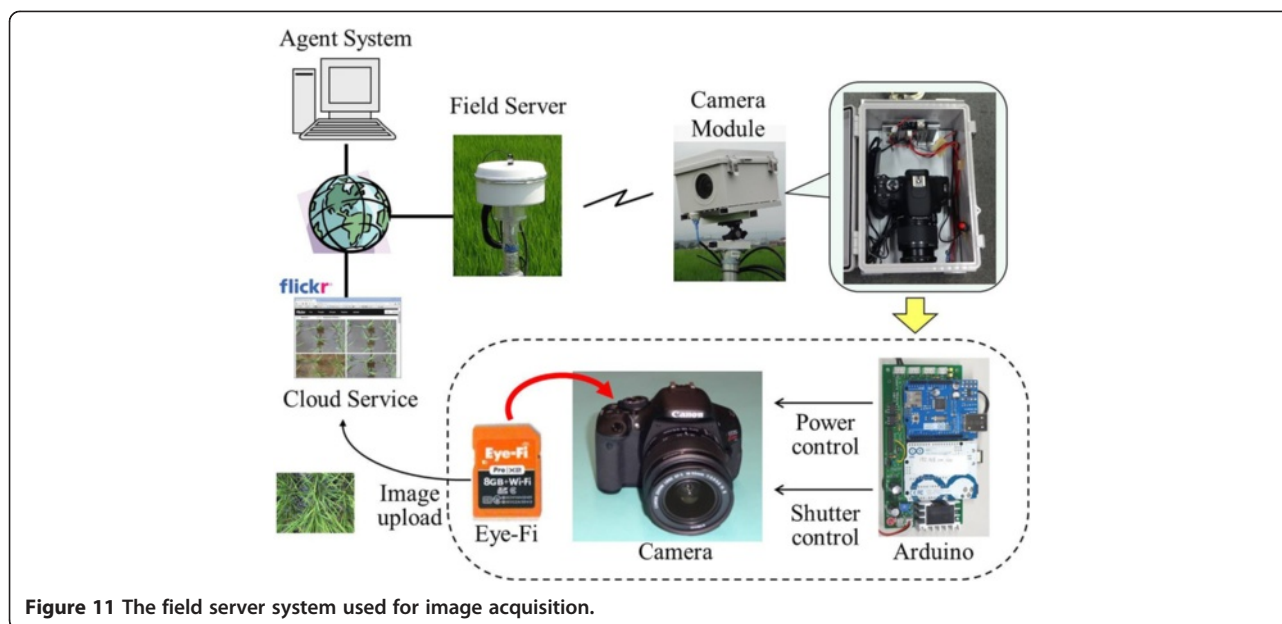 Agent System
Field Server
Camera
Module
flickr
Cloud Service
Image
upload
Eye-Fi
Pro X2
8GB・Wi-Fi
Eye-Fi
Canon
Camera
Power
control
Shutter
control
Arduino
Figure 11 The field server system used for image acquisition.